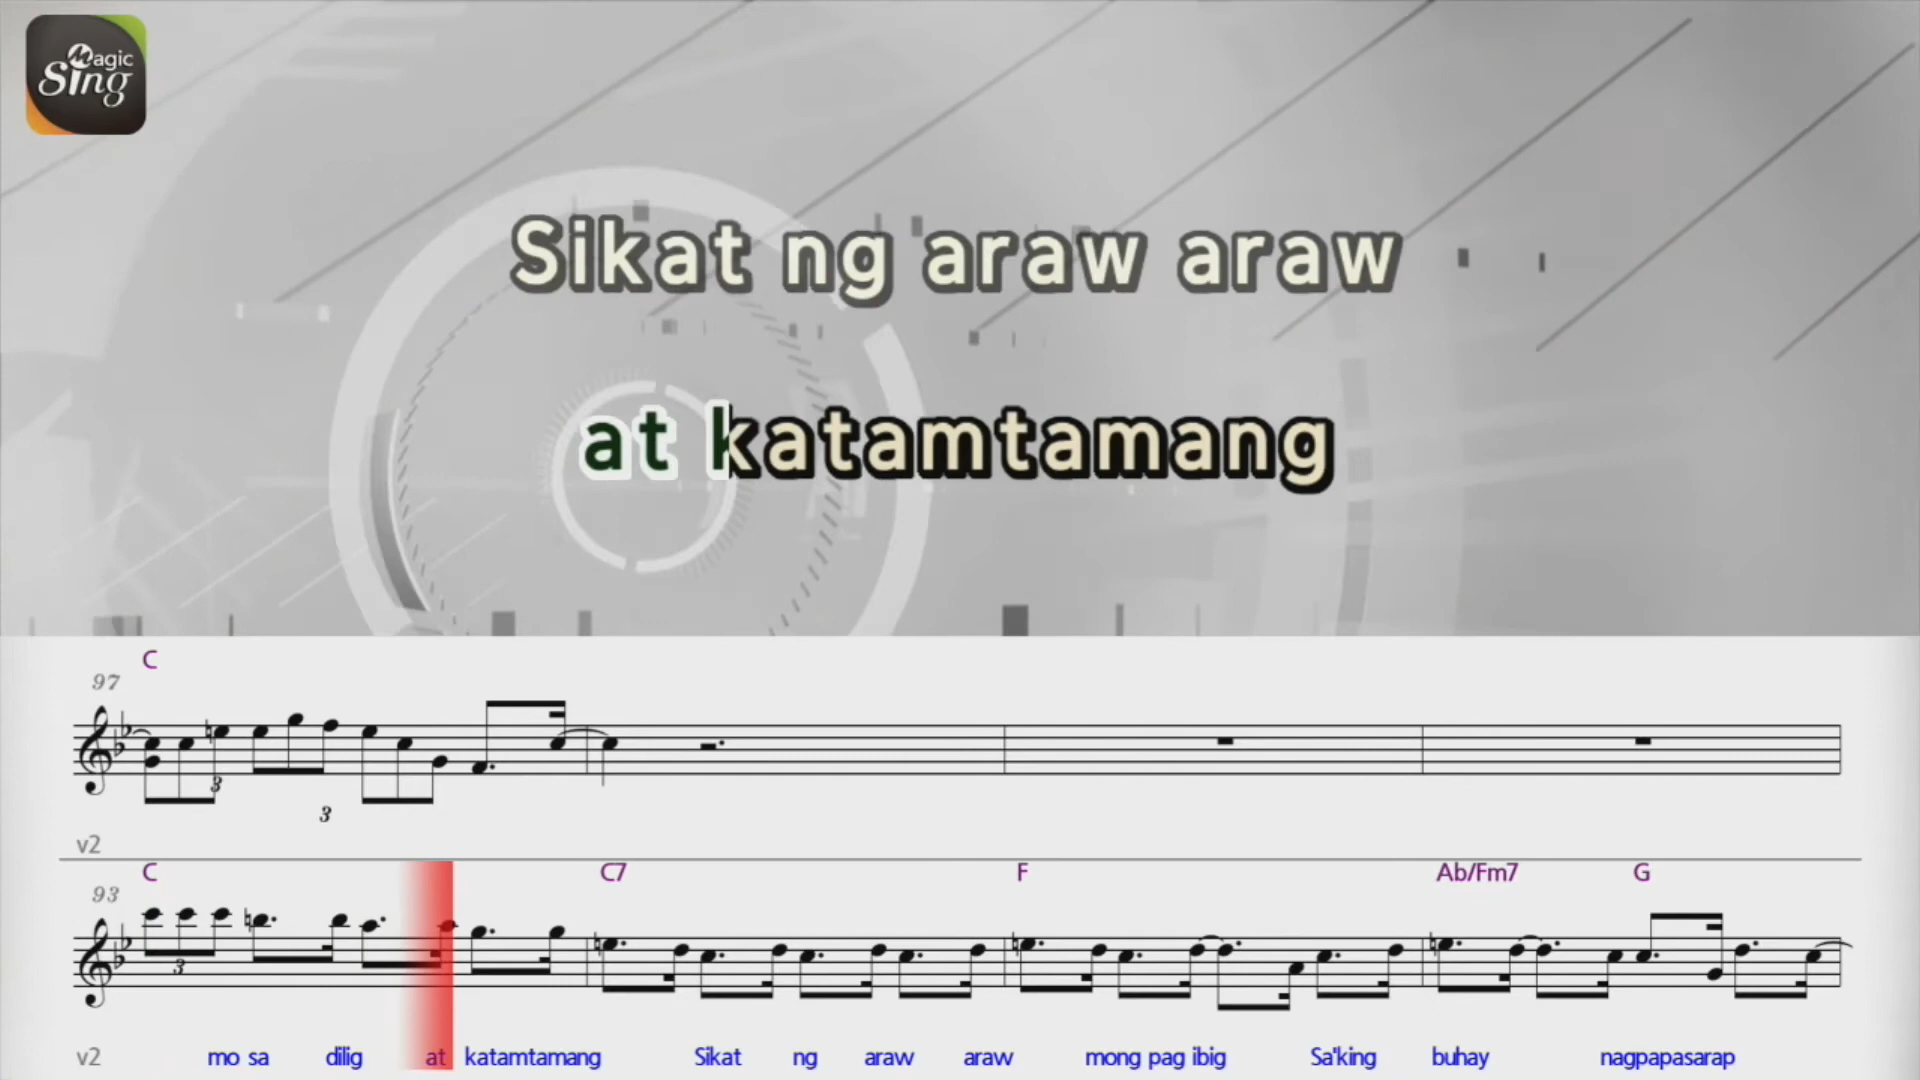 Magic
Sing
Sikat ng araw araw
at katamtamang
C
97
3
3
v2
C C7 F Ab/Fm7 G
93
3
v2 mo sa dilig at katamtamang Sikat ng araw araw mong pag ibig Sa'king buhay nagpapasarap